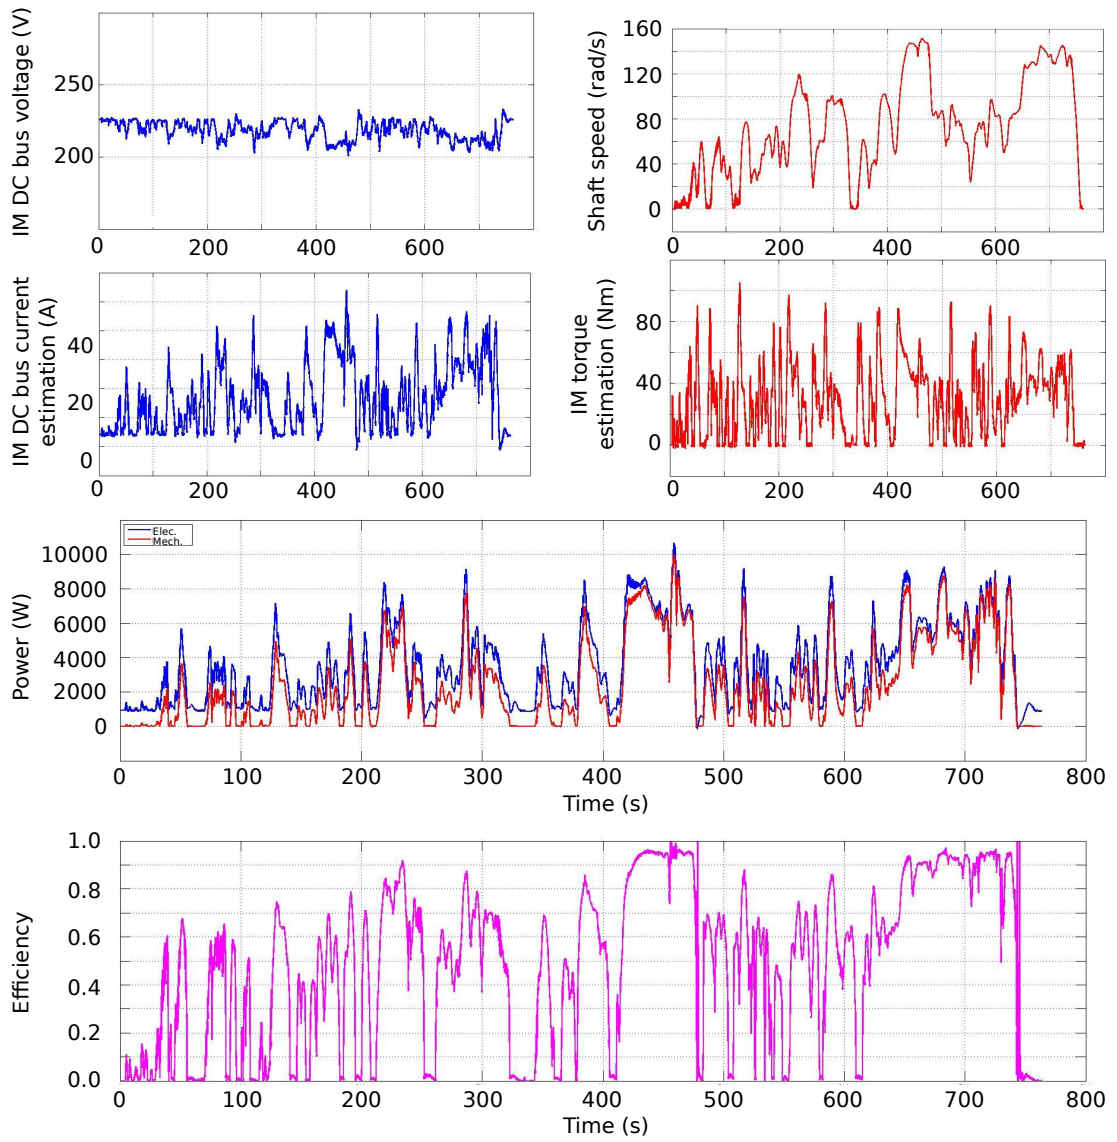 IM DC bus voltage (V)
250
200
0 200 400 600
Shaft speed (rad/s)
160
120
80
40
0
0 200 400 600
IM DC bus current
estimation (A)
40
20
0
0 200 400 600
IM torque
estimation (Nm)
80
40
0
0 200 400 600
Power (W)
Elec.
Mech.
10000
8000
6000
4000
2000
0
0 100 200 300 400 500 600 700 800
Time (s)
Efficiency
1.0
0.8
0.6
0.4
0.2
0.0
0 100 200 300 400 500 600 700 800
Time (s)